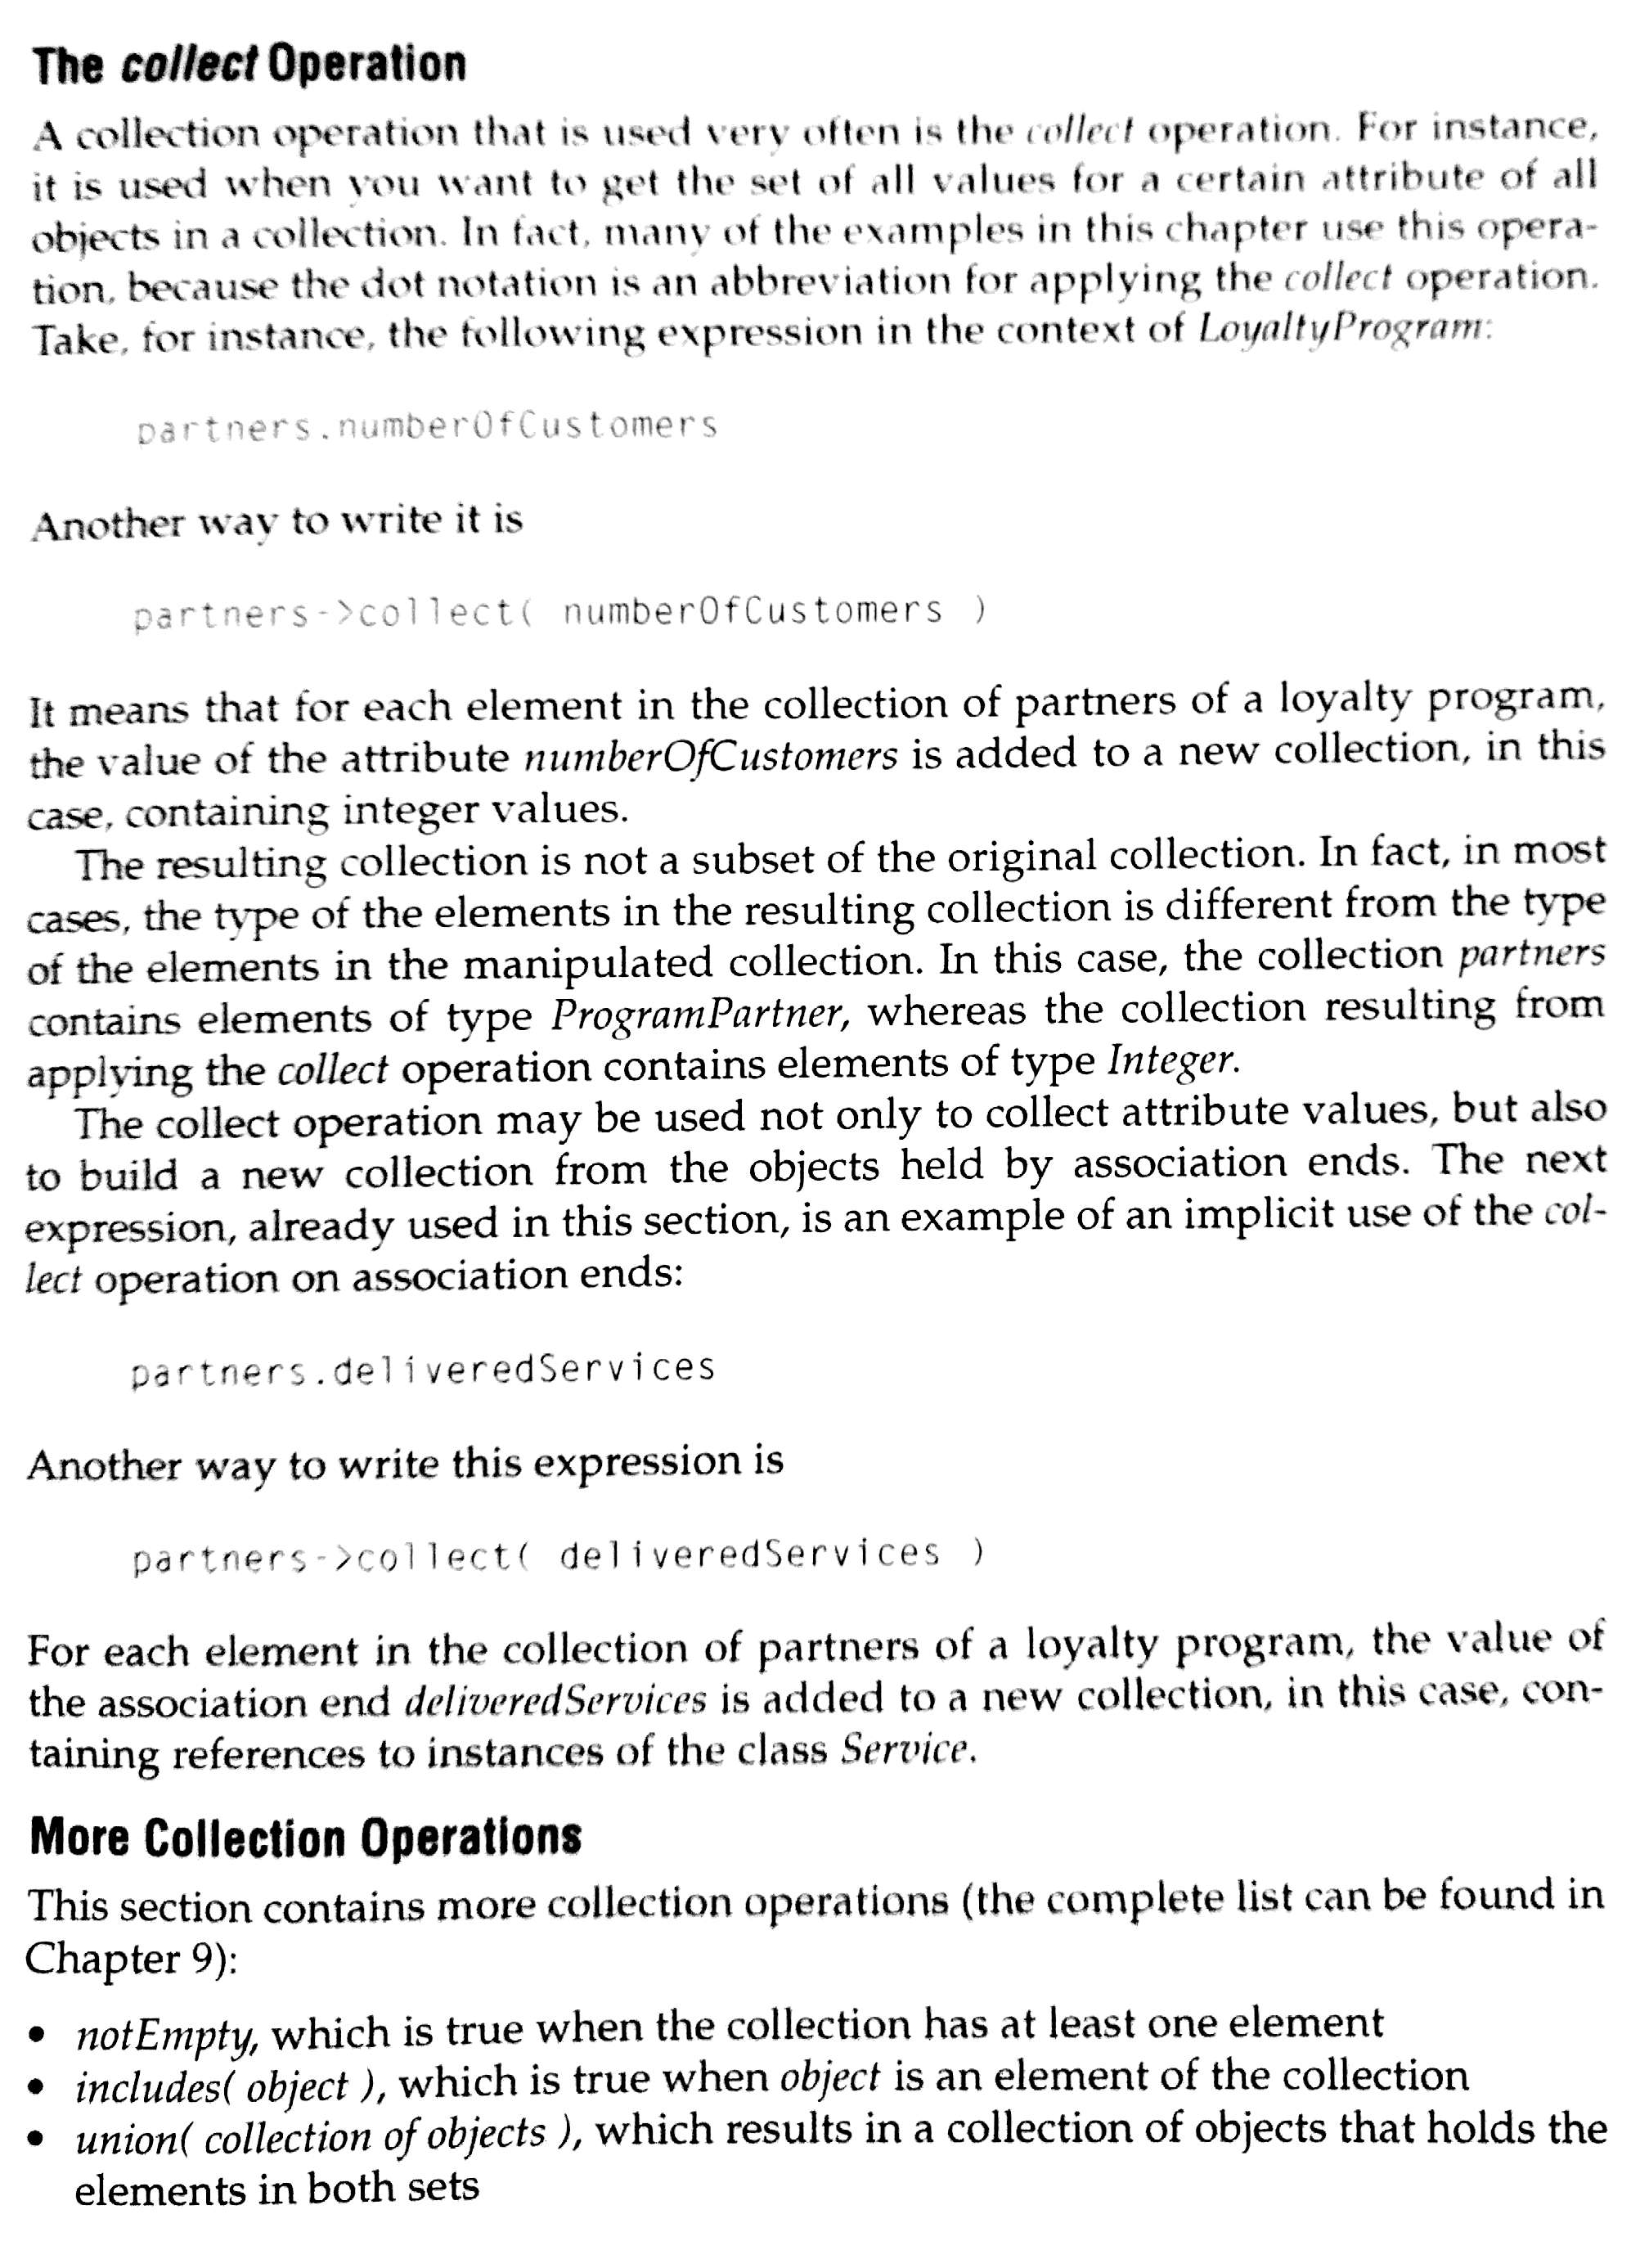 The collect Operation
A collection operation that is used very often is the collect operation. For instance,
it is used when you want to get the set of all values for a certain attribute of all
objects in a collection. In fact, many of the examples in this chapter use this opera-
tion, because the dot notation is an abbreviation for applying the collect operation.
Take, for instance, the following expression in the context of LoyaltyProgram:
partners.numberOfCustomers
Another way to write it is
partners->collect( numberOfCustomers )
It means that for each element in the collection of partners of a loyalty program,
the value of the attribute numberOfCustomers is added to a new collection, in this
case, containing integer values.
The resulting collection is not a subset of the original collection. In fact, in most
cases, the type of the elements in the resulting collection is different from the type
of the elements in the manipulated collection. In this case, the collection partners
contains elements of type ProgramPartner, whereas the collection resulting from
applying the collect operation contains elements of type Integer.
The collect operation may be used not only to collect attribute values, but also
to build a new collection from the objects held by association ends. The next
expression, already used in this section, is an example of an implicit use of the col-
lect operation on association ends:
partners.deliveredServices
Another way to write this expression is
partners->collect( deliveredServices )
For each element in the collection of partners of a loyalty program, the value of
the association end deliveredServices is added to a new collection, in this case, con-
taining references to instances of the class Service.
More Collection Operations
This section contains more collection operations (the complete list can be found in
Chapter 9):
• notEmpty, which is true when the collection has at least one element
• includes( object ), which is true when object is an element of the collection
• union( collection of objects ), which results in a collection of objects that holds the
elements in both sets